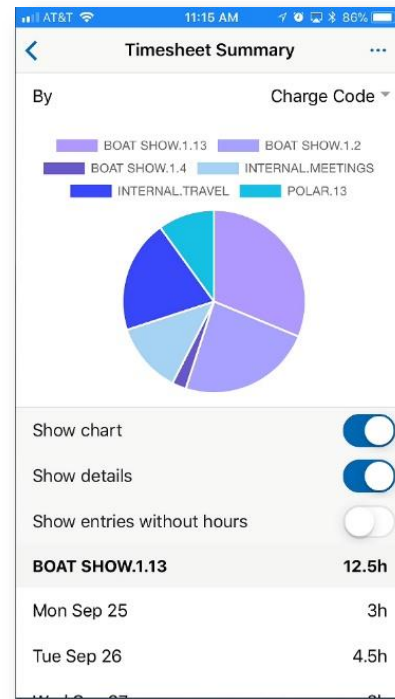 AT&T 11:15 AM 86%
Timesheet Summary ...
By Charge Code
BOAT SHOW.1.13 BOAT SHOW.1.2
BOAT SHOW.1.4 INTERNAL.MEETINGS
INTERNAL.TRAVEL POLAR.13
Show chart
Show details
Show entries without hours
BOAT SHOW.1.13 12.5h
Mon Sep 25 3h
Tue Sep 26 4.5h